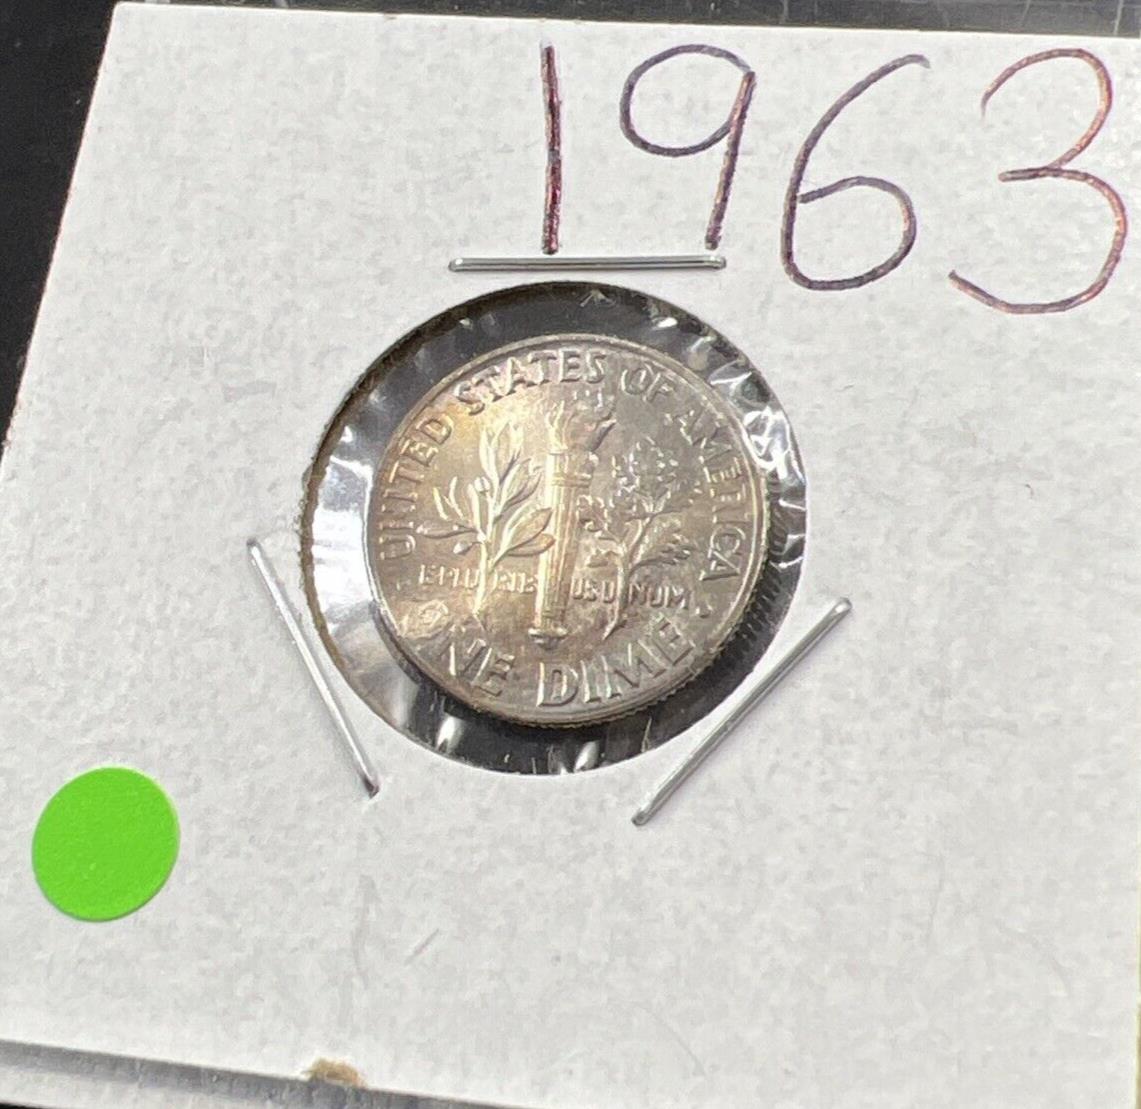 1963
UNITED STATES OF AMERICA
E PLURIBUS UNUM
ONE DIME